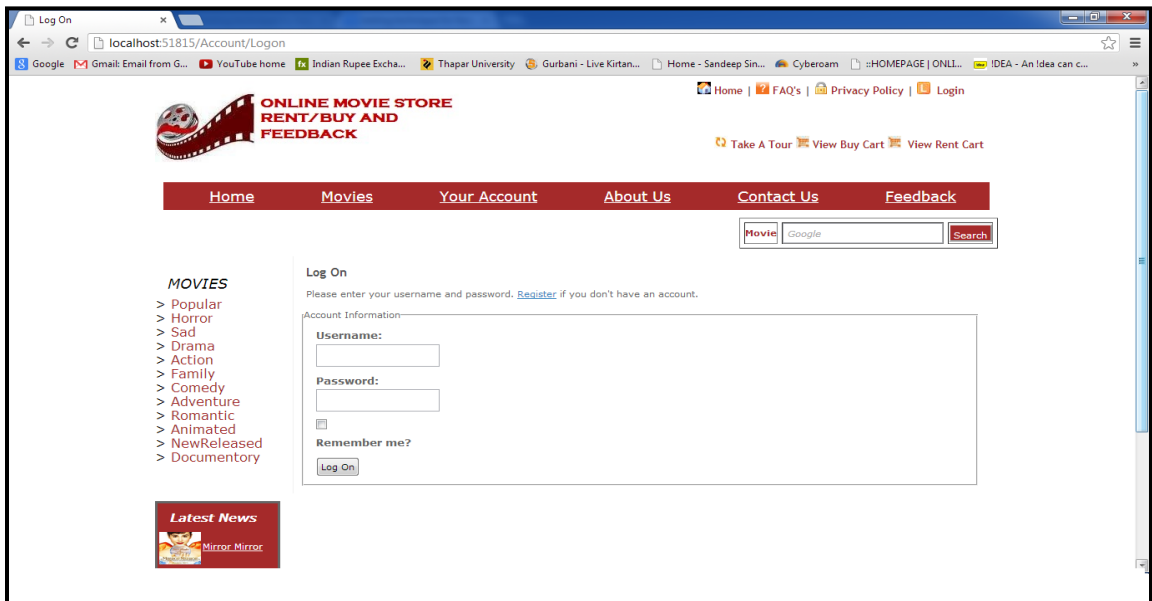 Log On
localhost:51815/Account/Logon
Google Gmail: Email from G... YouTube home Indian Rupee Excha... Thapar University Gurbani - Live Kirtan... Home - Sandeep Sin... Cyberoam ::HOMEPAGE | ONLI... !DEA - An !dea can c... »
ONLINE MOVIE STORE
RENT/BUY AND
FEEDBACK
Home | FAQ's | Privacy Policy | Login
Take A Tour View Buy Cart View Rent Cart
Home Movies Your Account About Us Contact Us Feedback
Movie Google Search
MOVIES
> Popular
> Horror
> Sad
> Drama
> Action
> Family
> Comedy
> Adventure
> Romantic
> Animated
> NewReleased
> Documentory
Log On
Please enter your username and password. Register if you don't have an account.
Account Information
Username:
Password:
Remember me?
Log On
Latest News
Mirror Mirror